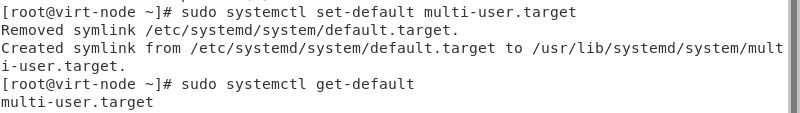 [root@virt-node ~]# sudo systemctl set-default multi-user.target
Removed symlink /etc/systemd/system/default.target.
Created symlink from /etc/systemd/system/default.target to /usr/lib/systemd/system/mult
i-user.target.
[root@virt-node ~]# sudo systemctl get-default
multi-user.target